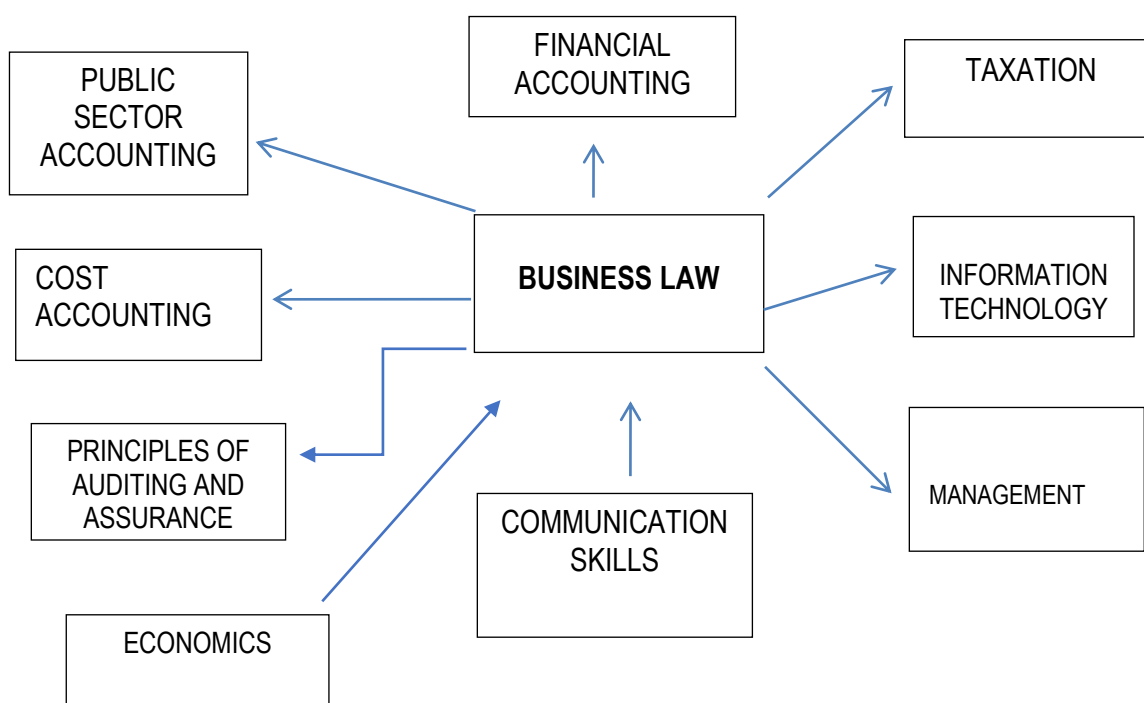 PUBLIC
SECTOR
ACCOUNTING
FINANCIAL
ACCOUNTING
TAXATION
COST
ACCOUNTING
BUSINESS LAW
INFORMATION
TECHNOLOGY
PRINCIPLES OF
AUDITING AND
ASSURANCE
COMMUNICATION
SKILLS
MANAGEMENT
ECONOMICS